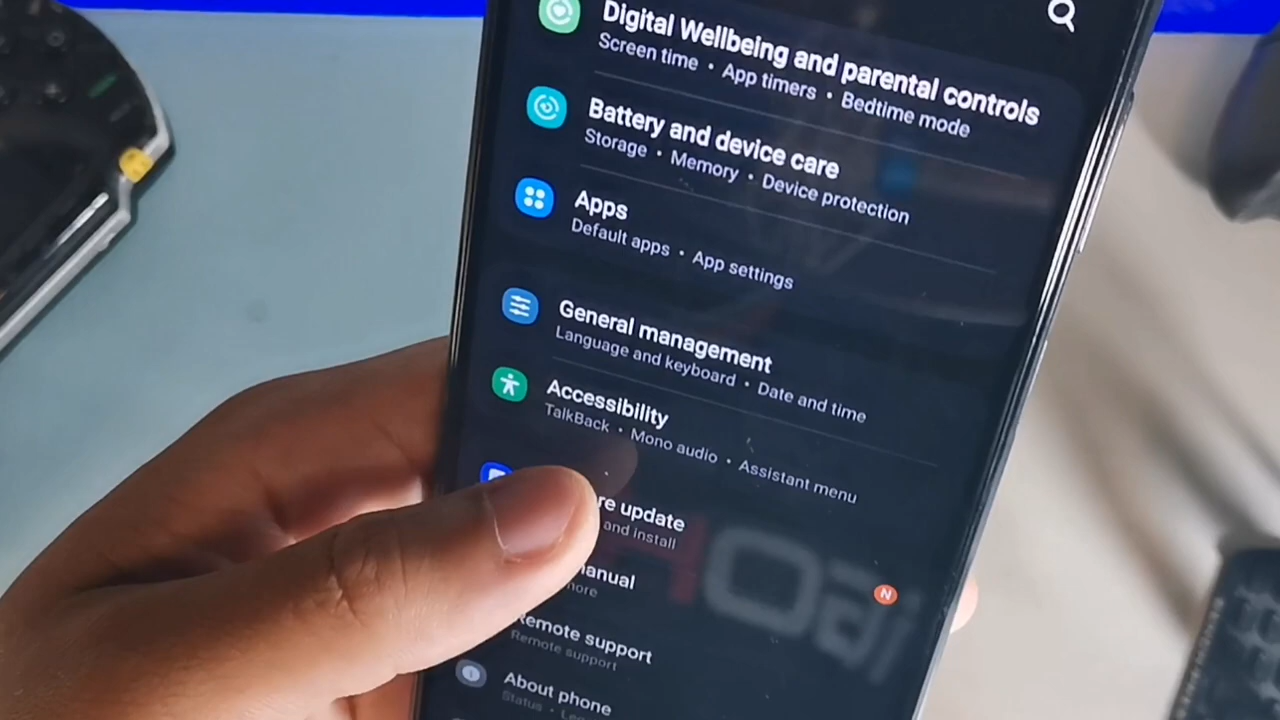 Digital Wellbeing and parental controls
Screen time • App timers • Bedtime mode
Battery and device care
Storage • Memory • Device protection
Apps
Default apps • App settings
General management
Language and keyboard • Date and time
Accessibility
TalkBack • Mono audio • Assistant menu
re update
and install
anual
N
ore
Remote support
Remote support
About phone
Status •